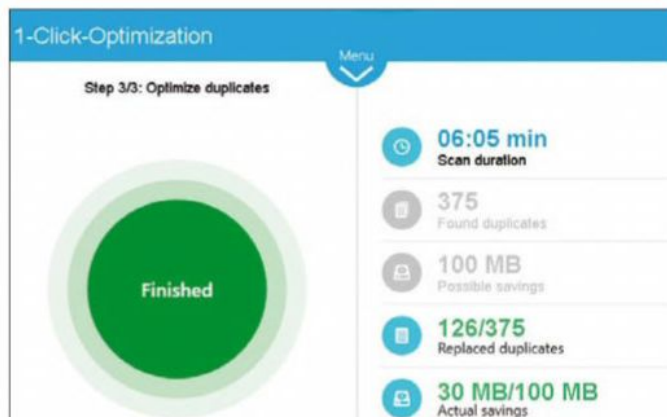 1-Click-Optimization
Menu
Step 3/3: Optimize duplicates
Finished
06:05 min
Scan duration
375
Found duplicates
100 MB
Possible savings
126/375
Replaced duplicates
30 MB/100 MB
Actual savings